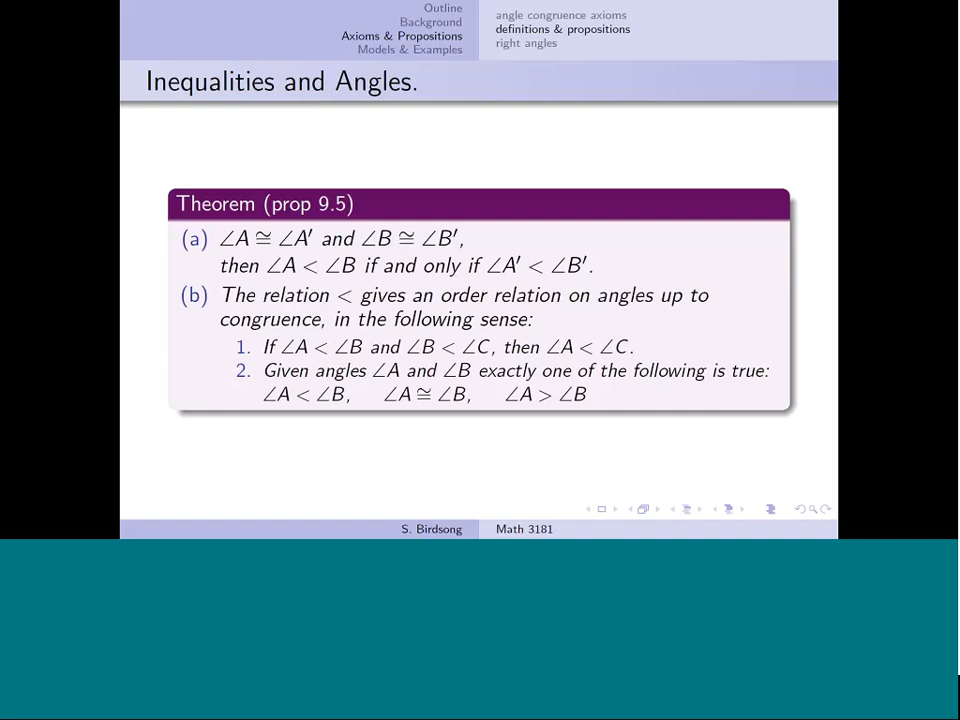 Outline
Background
Axioms & Propositions
Models & Examples
angle congruence axioms
definitions & propositions
right angles
Inequalities and Angles.
Theorem (prop 9.5)
(a) ∠A ≅ ∠A′ and ∠B ≅ ∠B′,
then ∠A < ∠B if and only if ∠A′ < ∠B′.
(b) The relation < gives an order relation on angles up to
congruence, in the following sense:
1. If ∠A < ∠B and ∠B < ∠C, then ∠A < ∠C.
2. Given angles ∠A and ∠B exactly one of the following is true:
∠A < ∠B, ∠A ≅ ∠B, ∠A > ∠B
S. Birdsong
Math 3181